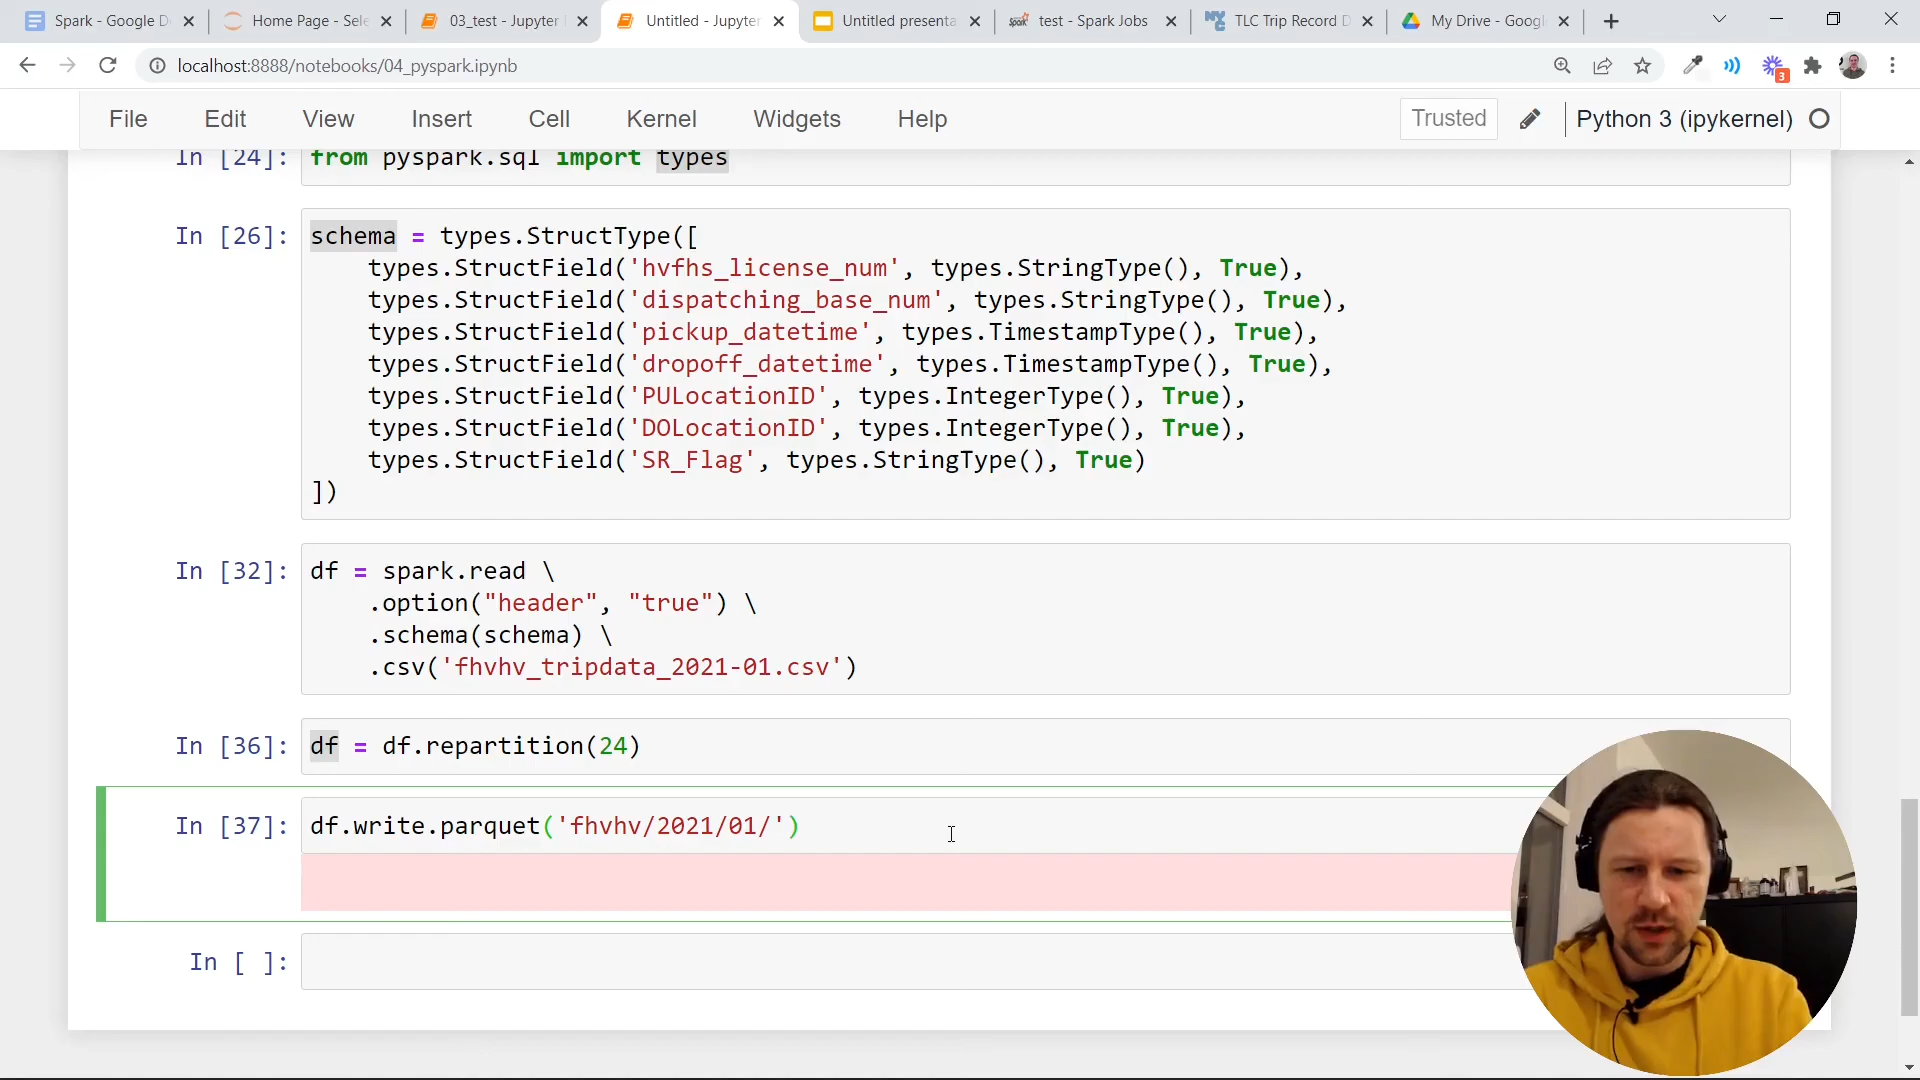 Spark - Google D
Home Page - Sele
03_test - Jupyter
Untitled - Jupyter
Untitled presenta
test - Spark Jobs
TLC Trip Record D
My Drive - Googl
localhost:8888/notebooks/04_pyspark.ipynb
3
File Edit View Insert Cell Kernel Widgets Help Trusted Python 3 (ipykernel)
In [24]: from pyspark.sql import types
In [26]: schema = types.StructType([
types.StructField('hvfhs_license_num', types.StringType(), True),
types.StructField('dispatching_base_num', types.StringType(), True),
types.StructField('pickup_datetime', types.TimestampType(), True),
types.StructField('dropoff_datetime', types.TimestampType(), True),
types.StructField('PULocationID', types.IntegerType(), True),
types.StructField('DOLocationID', types.IntegerType(), True),
types.StructField('SR_Flag', types.StringType(), True)
])
In [32]: df = spark.read \
.option("header", "true") \
.schema(schema) \
.csv('fhvhv_tripdata_2021-01.csv')
In [36]: df = df.repartition(24)
In [37]: df.write.parquet('fhvhv/2021/01/')
In [ ]: